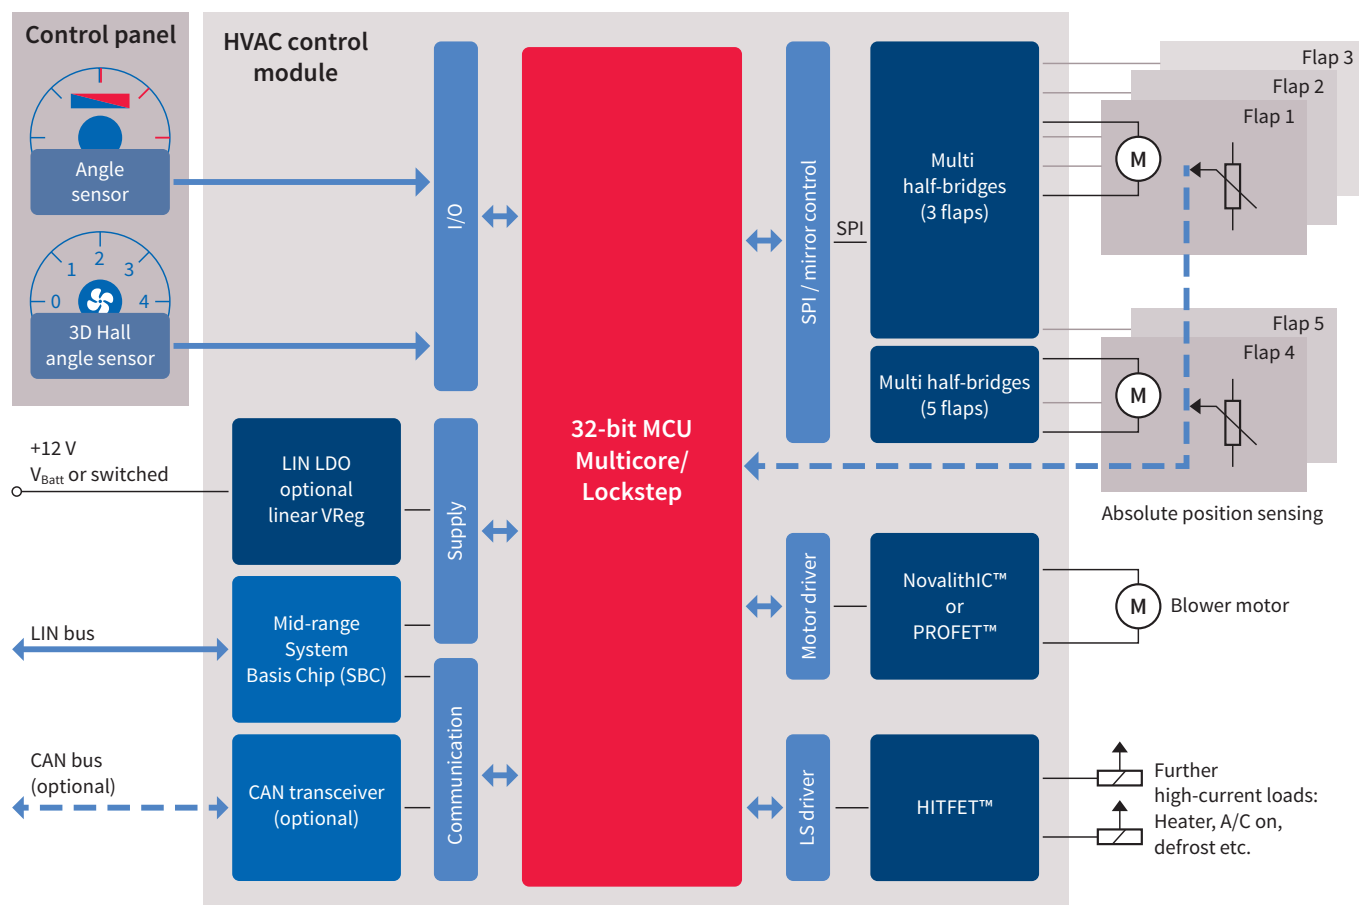 Control panel
Angle
sensor
0
1
2
3
4
3D Hall
angle sensor
HVAC control
module
I/O
+12 V
VBatt or switched
LIN LDO
optional
linear VReg
Supply
LIN bus
Mid-range
System
Basis Chip (SBC)
CAN bus
(optional)
CAN transceiver
(optional)
Communication
32-bit MCU
Multicore/
Lockstep
SPI / mirror control
SPI
Multi
half-bridges
(3 flaps)
Multi half-bridges
(5 flaps)
Flap 3
Flap 2
Flap 1
M
Flap 5
Flap 4
M
Absolute position sensing
Motor driver
NovalithIC™
or
PROFET™
M
Blower motor
LS driver
HITFET™
Further
high-current loads:
Heater, A/C on,
defrost etc.